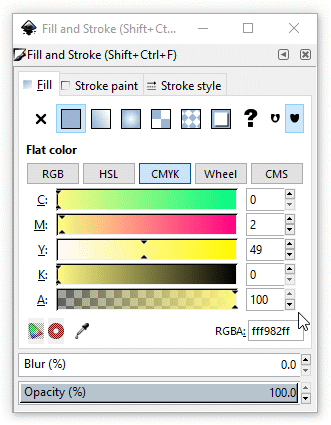 Fill and Stroke (Shift+Ct...
Fill and Stroke (Shift+Ctrl+F)
Fill Stroke paint Stroke style
?
Flat color
RGB HSL CMYK Wheel CMS
C: 0
M: 2
Y: 49
K: 0
A: 100
RGBA: fff982ff
Blur (%) 0.0
Opacity (%) 100.0